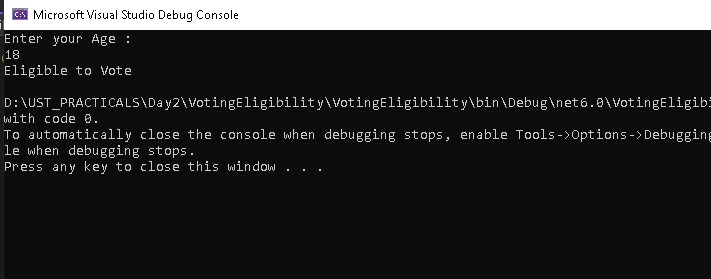 Microsoft Visual Studio Debug Console
Enter your Age :
18
Eligible to Vote
D:\UST_PRACTICALS\Day2\VotingEligibility\VotingEligibility\bin\Debug\net6.0\VotingEligibi
with code 0.
To automatically close the console when debugging stops, enable Tools->Options->Debugging
le when debugging stops.
Press any key to close this window . . .